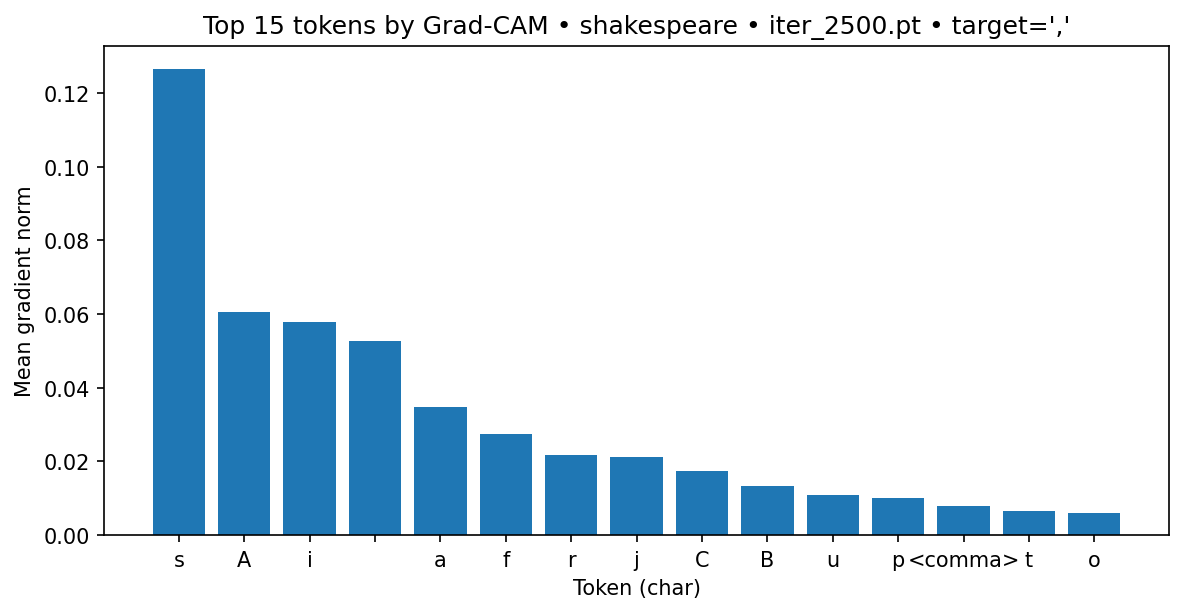 Top 15 tokens by Grad-CAM • shakespeare • iter_2500.pt • target=','
Mean gradient norm
0.12
0.10
0.08
0.06
0.04
0.02
0.00
s A i a f r j C B u p <comma> t o
Token (char)